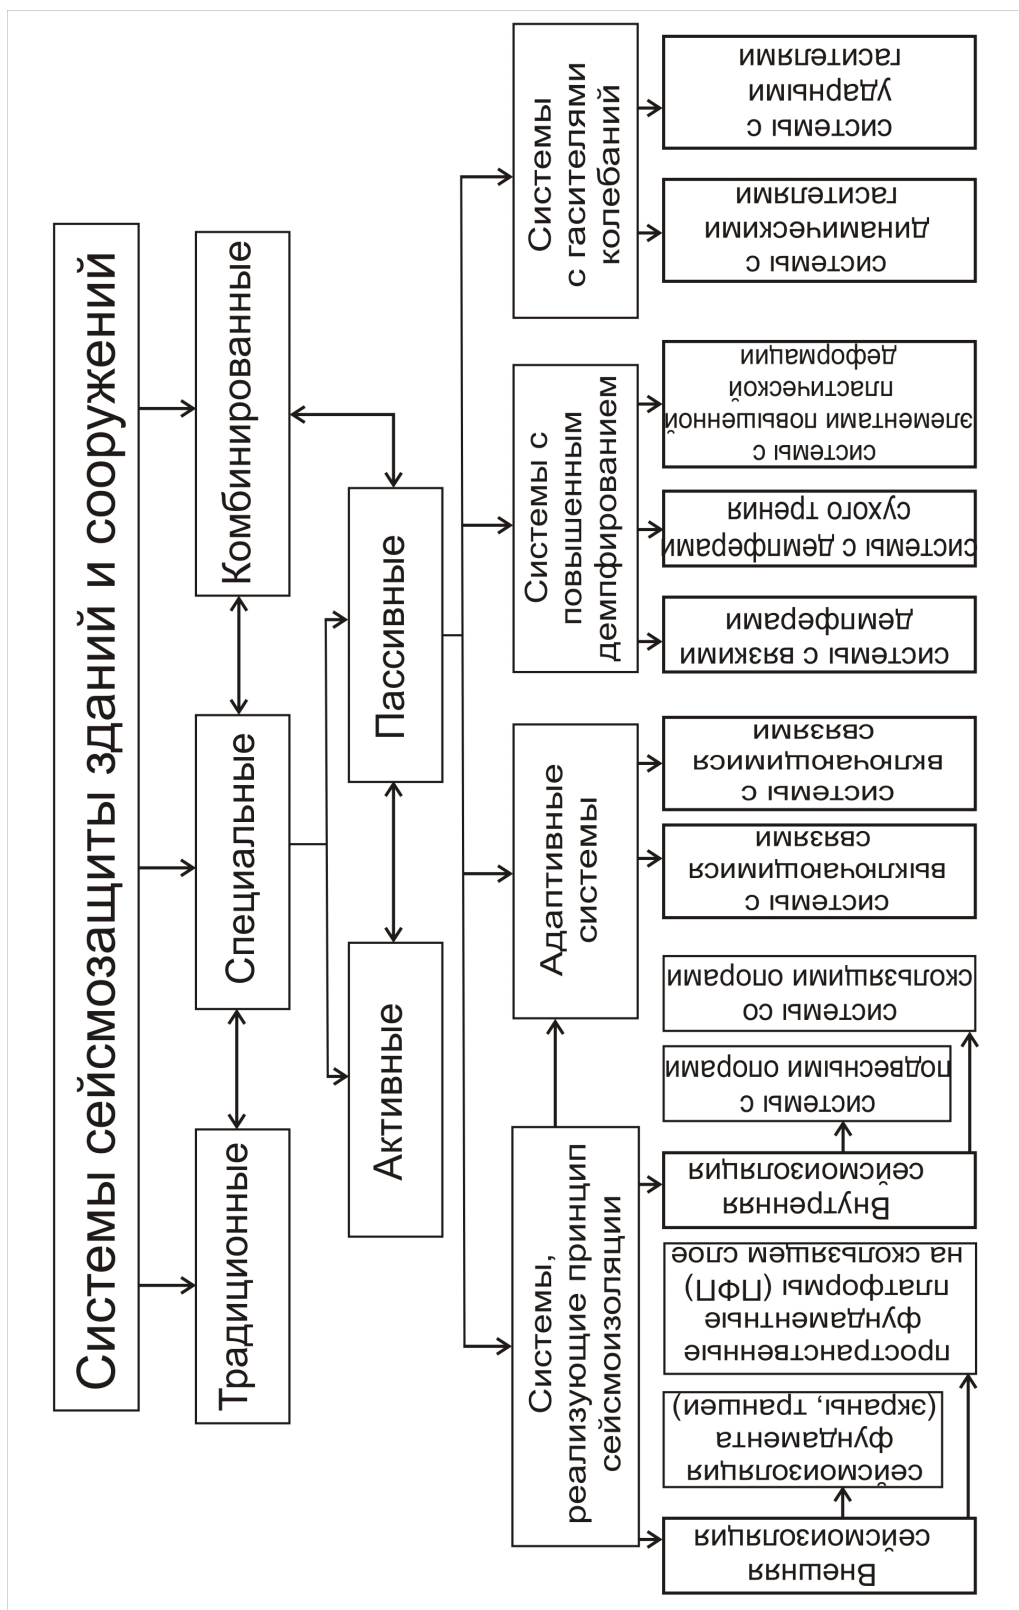 Системы сейсмозащиты зданий и сооружений
Традиционные
Специальные
Комбинированные
Активные
Пассивные
Системы,
реализующие принцип
сейсмоизоляции
Адаптивные
системы
Системы с
повышенным
демпфированием
Системы
с гасителями
колебаний
Внешняя
сейсмоизоляция
сейсмоизоляция
фундамента
(экраны, траншеи)
пространственные
фундаментные
платформы (ПФП)
на скользящем слое
Внутренняя
сейсмоизоляция
системы с
подвесными опорами
системы со
скользящими опорами
системы с
выключающимися
связями
системы с
включающимися
связями
системы с вязкими
демпферами
системы с демпферами
сухого трения
системы с
элементами повышенной
пластической
деформации
системы с
динамическими
гасителями
системы с
ударными
гасителями